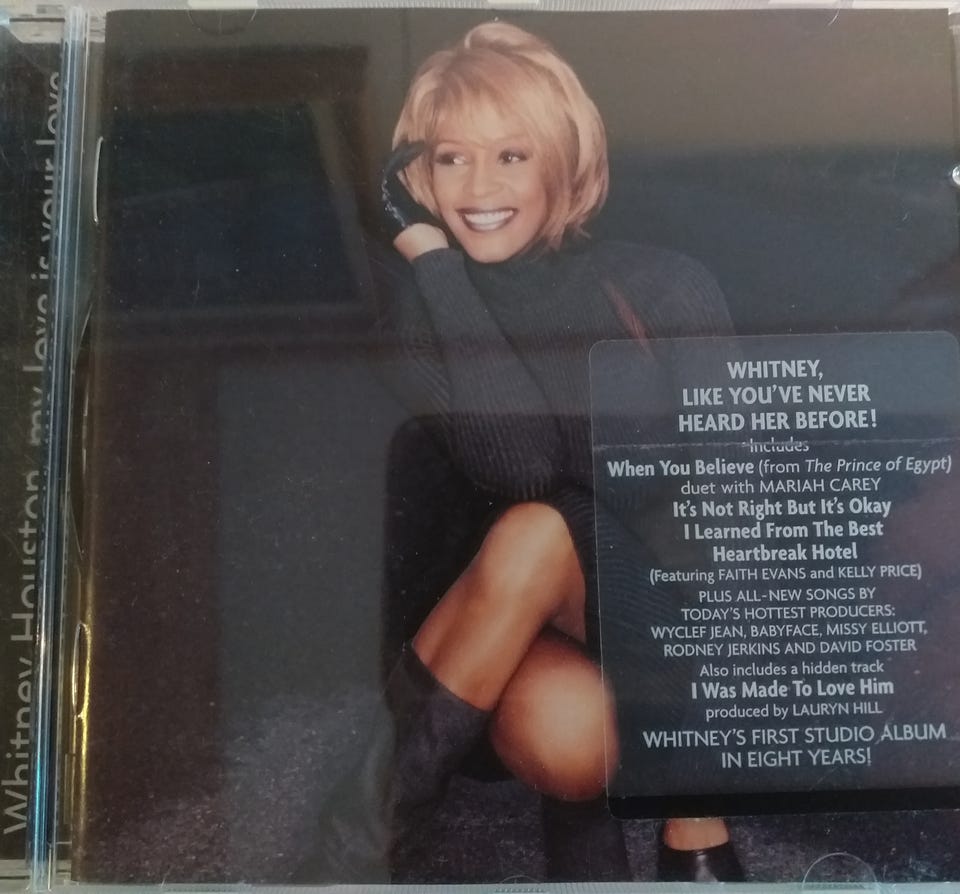 Whitney Houston my love is your love
WHITNEY,
LIKE YOU'VE NEVER
HEARD HER BEFORE!
Includes
When You Believe (from The Prince of Egypt)
duet with MARIAH CAREY
It's Not Right But It's Okay
I Learned From The Best
Heartbreak Hotel
(Featuring FAITH EVANS and KELLY PRICE)
PLUS ALL-NEW SONGS BY
TODAY'S HOTTEST PRODUCERS:
WYCLEF JEAN, BABYFACE, MISSY ELLIOTT,
RODNEY JERKINS AND DAVID FOSTER
Also includes a hidden track
I Was Made To Love Him
produced by LAURYN HILL
WHITNEY'S FIRST STUDIO ALBUM
IN EIGHT YEARS!